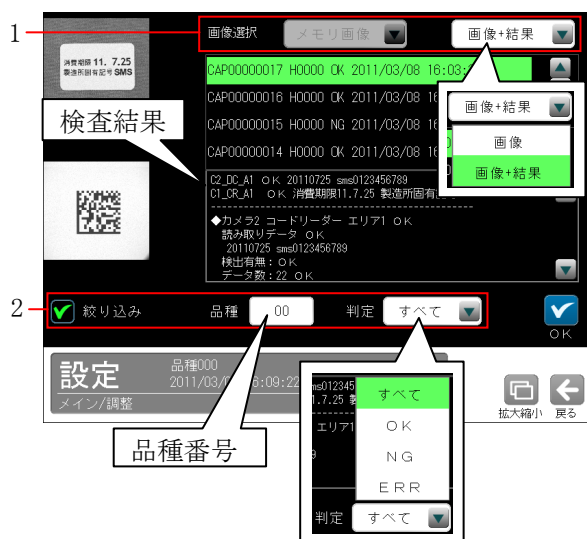 1
画像選択 メモリ画像 画像+結果
消費期限 11. 7.25
製造所固有記号 SMS
CAP00000017 H0000 OK 2011/03/08 16:03:
CAP00000016 H0000 OK 2011/03/08 16
CAP00000015 H0000 NG 2011/03/08 16
CAP00000014 H0000 OK 2011/03/08 16
画像+結果
画像
画像+結果
検査結果
C2_DC_A1 OK 20110725 sms0123456789
C1_CR_A1 OK 消費期限11.7.25 製造所固有
◆カメラ2 コードリーダー エリア1 OK
読み取りデータ OK
20110725 sms0123456789
検出有無:OK
データ数:22 OK
2
絞り込み 品種 00 判定 すべて
OK
設定
メイン/調整
品種000
2011/03/0 6:09:22
品種番号
ms012345
1.7.25 製
エリア1
すべて
OK
NG
ERR
判定 すべて
拡大縮小 戻る